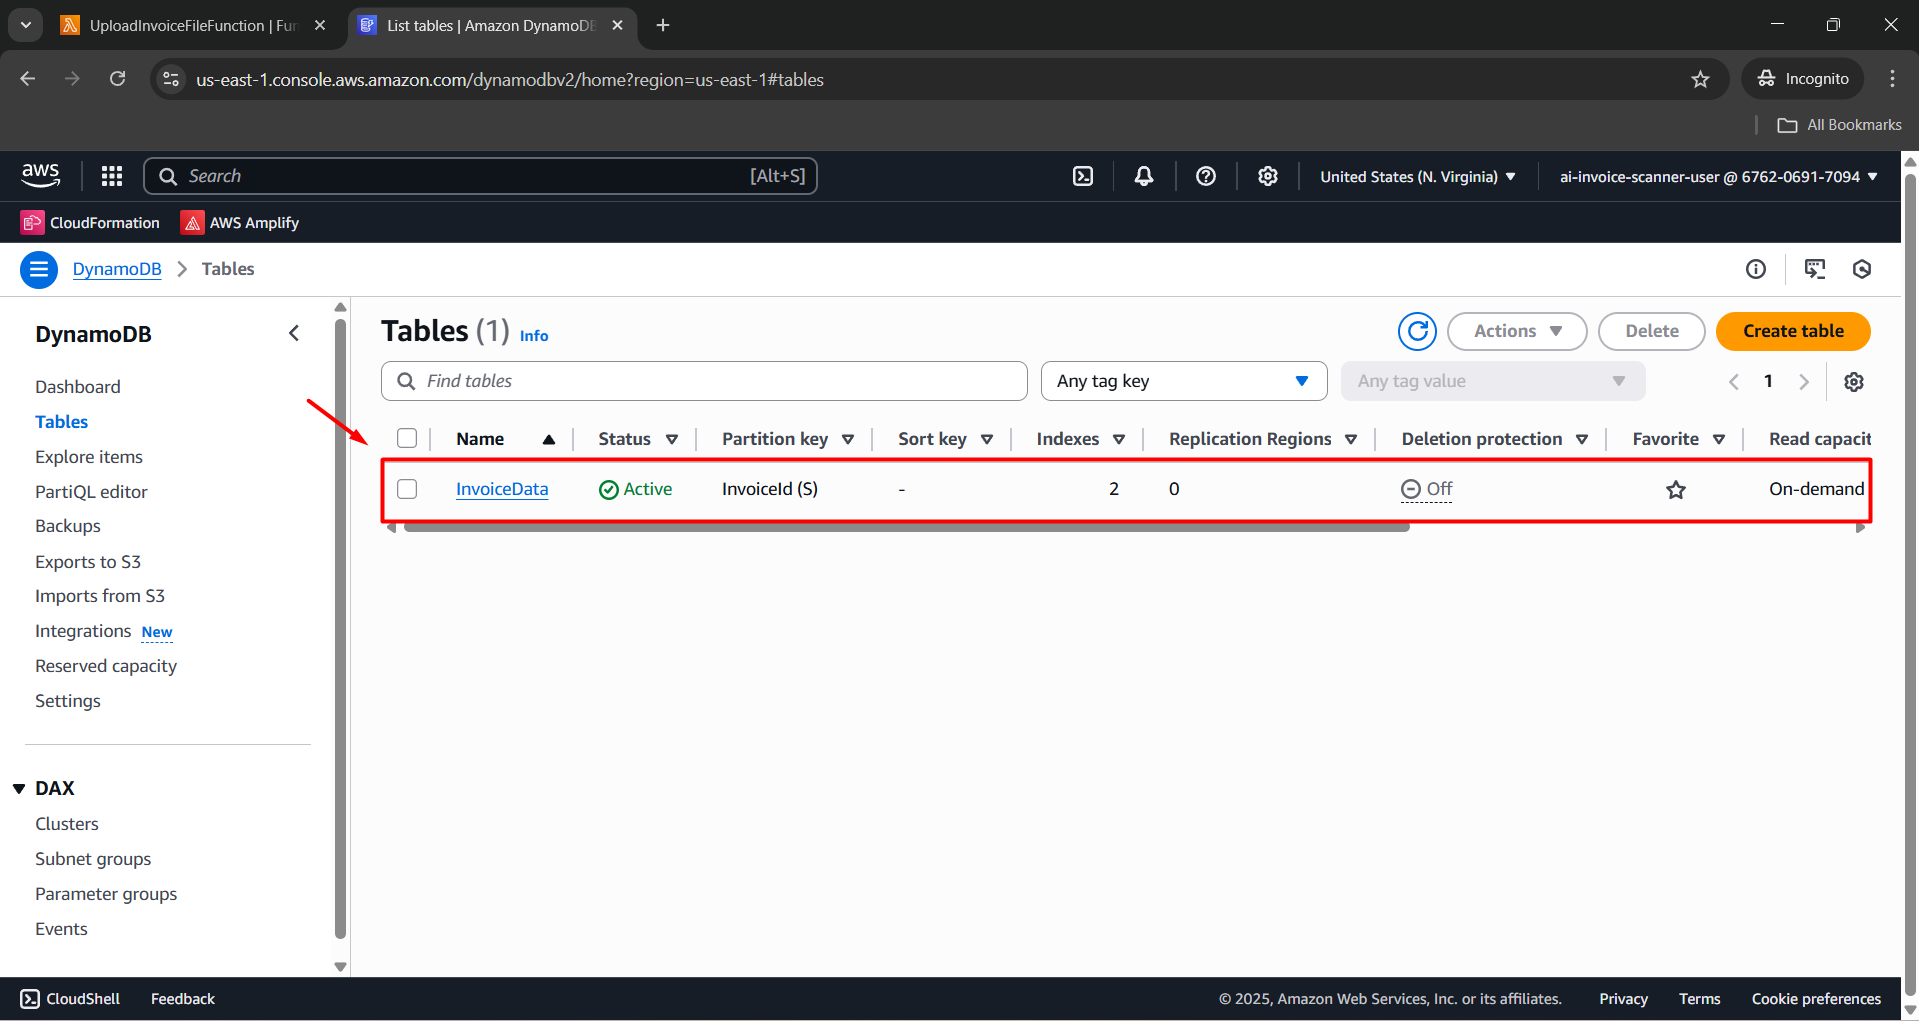 UploadInvoiceFileFunction | Fun
List tables | Amazon DynamoDB
us-east-1.console.aws.amazon.com/dynamodbv2/home?region=us-east-1#tables
Incognito
All Bookmarks
aws
Search
[Alt+S]
United States (N. Virginia)
ai-invoice-scanner-user @ 6762-0691-7094
CloudFormation
AWS Amplify
DynamoDB
Tables
DynamoDB
Dashboard
Tables
Explore items
PartiQL editor
Backups
Exports to S3
Imports from S3
Integrations New
Reserved capacity
Settings
DAX
Clusters
Subnet groups
Parameter groups
Events
Tables (1) Info
Actions
Delete
Create table
Find tables
Any tag key
Any tag value
1
Name Status Partition key Sort key Indexes Replication Regions Deletion protection Favorite Read capacit
InvoiceData Active InvoiceId (S) - 2 0 Off On-demand
CloudShell
Feedback
© 2025, Amazon Web Services, Inc. or its affiliates.
Privacy
Terms
Cookie preferences